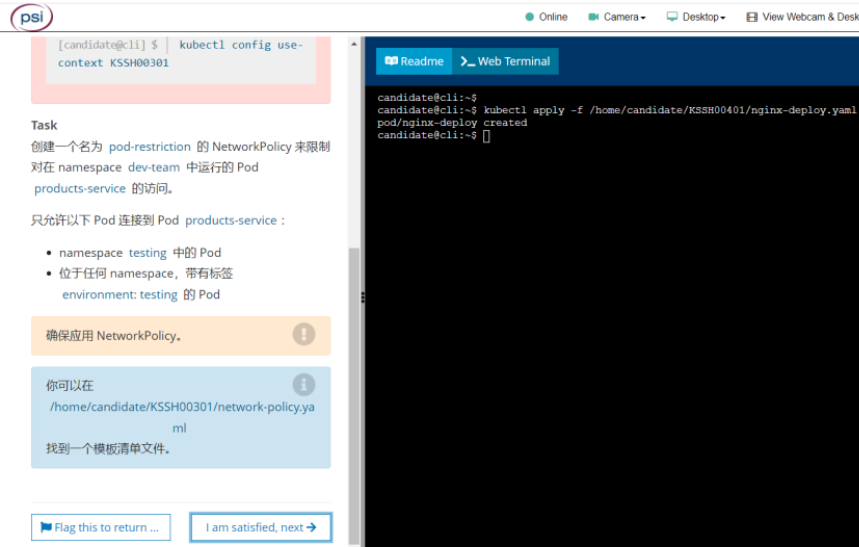 psi
Online
Camera
Desktop
View Webcam & Desk
[candidate@cli] $ | kubectl config use-
context KSSH00301
Task
创建一个名为 pod-restriction 的 NetworkPolicy 来限制
对在 namespace dev-team 中运行的 Pod
products-service 的访问。
只允许以下 Pod 连接到 Pod products-service :
• namespace testing 中的 Pod
• 位于任何 namespace，带有标签
environment: testing 的 Pod
确保应用 NetworkPolicy。
你可以在
/home/candidate/KSSH00301/network-policy.ya
ml
找到一个模板清单文件。
Flag this to return ...
I am satisfied, next
Readme
Web Terminal
candidate@cli:~$
candidate@cli:~$ kubectl apply -f /home/candidate/KSSH00401/nginx-deploy.yaml
pod/nginx-deploy created
candidate@cli:~$